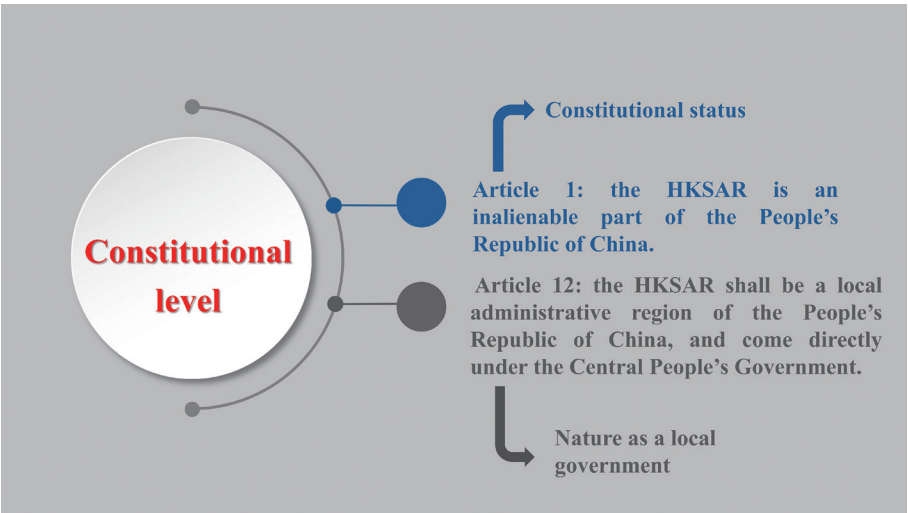 Constitutional
level
Constitutional status
Article 1: the HKSAR is an
inalienable part of the People’s
Republic of China.
Article 12: the HKSAR shall be a local
administrative region of the People’s
Republic of China, and come directly
under the Central People’s Government.
Nature as a local
government